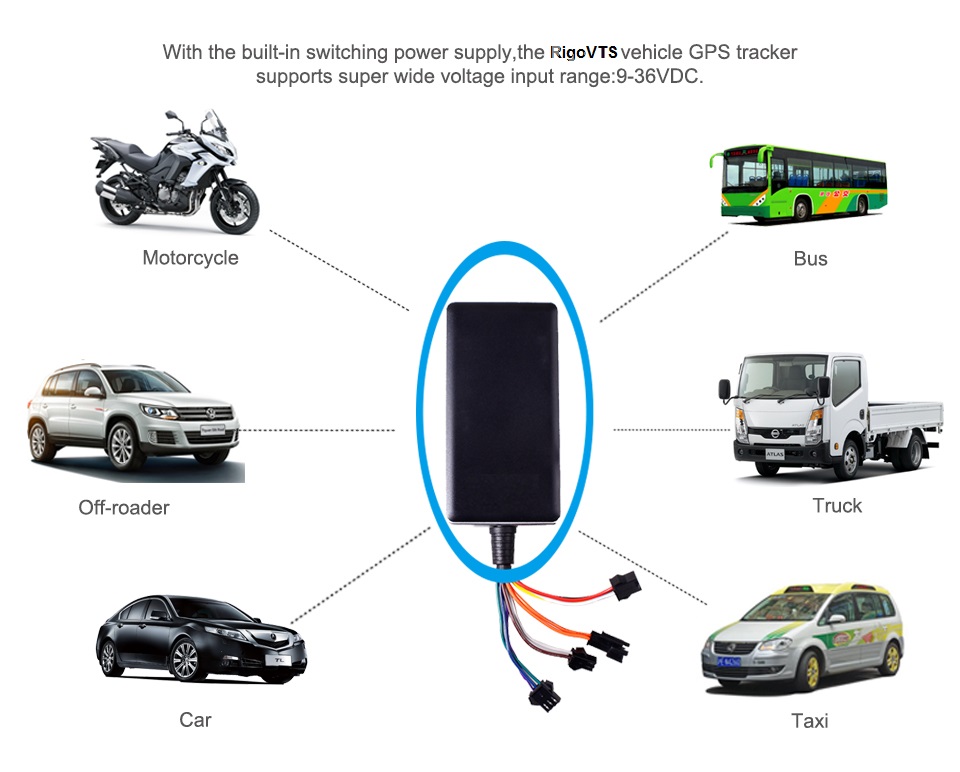 With the built-in switching power supply,the RigoVTS vehicle GPS tracker
supports super wide voltage input range:9-36VDC.
Motorcycle
Bus
Off-roader
ATLAS
Truck
TL
Car
Taxi